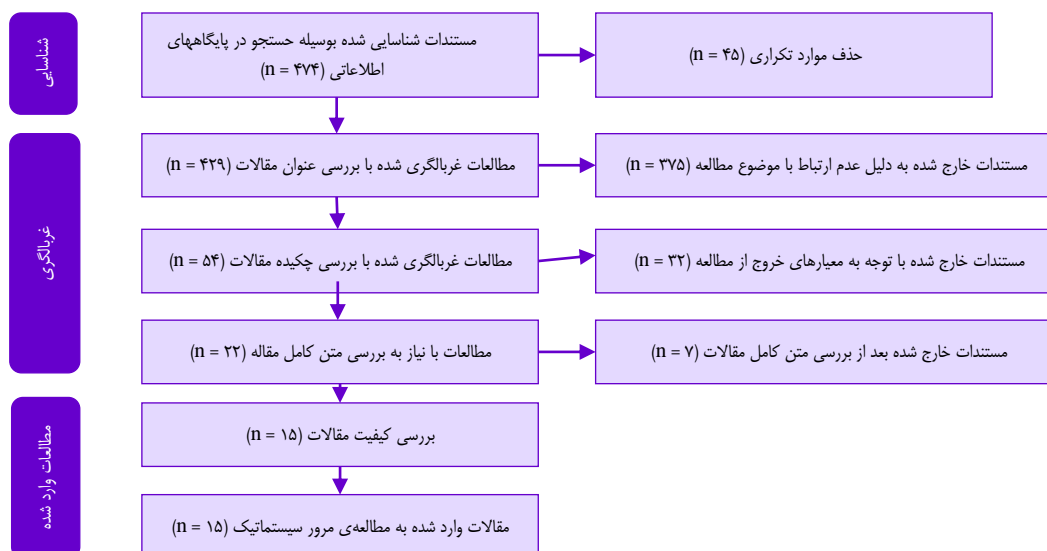 شناسایی
مستندات شناسایی شده بوسیله حستجو در پایگاههای
اطلاعاتی (n = ۴۷۴)
حذف موارد تکراری (n = ۴۵)
غربالگری
مطالعات غربالگری شده با بررسی عنوان مقالات (n = ۴۲۹)
مستندات خارج شده به دلیل عدم ارتباط با موضوع مطالعه (n = ۳۷۵)
مطالعات غربالگری شده با بررسی چکیده مقالات (n = ۵۴)
مستندات خارج شده با توجه به معیارهای خروج از مطالعه (n = ۳۲)
مطالعات با نیاز به بررسی متن کامل مقاله (n = ۲۲)
مستندات خارج شده بعد از بررسی متن کامل مقالات (n = ۷)
مطالعات وارد شده
بررسی کیفیت مقالات (n = ۱۵)
مقالات وارد شده به مطالعه‌ی مرور سیستماتیک (n = ۱۵)